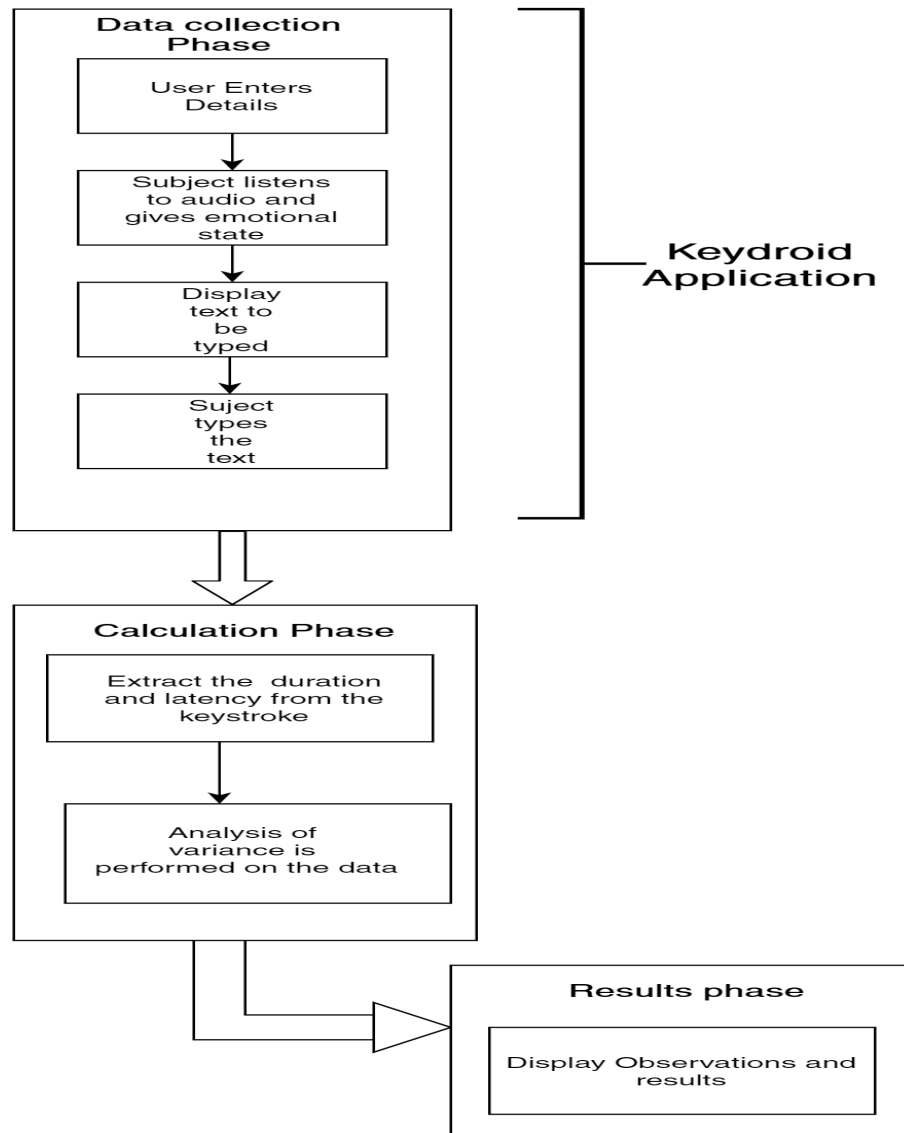 Data collection
Phase
User Enters
Details
Subject listens
to audio and
gives emotional
state
Display
text to
be
typed
Suject
types
the
text
Keydroid
Application
Calculation Phase
Extract the duration
and latency from the
keystroke
Analysis of
variance is
performed on the data
Results phase
Display Observations and
results